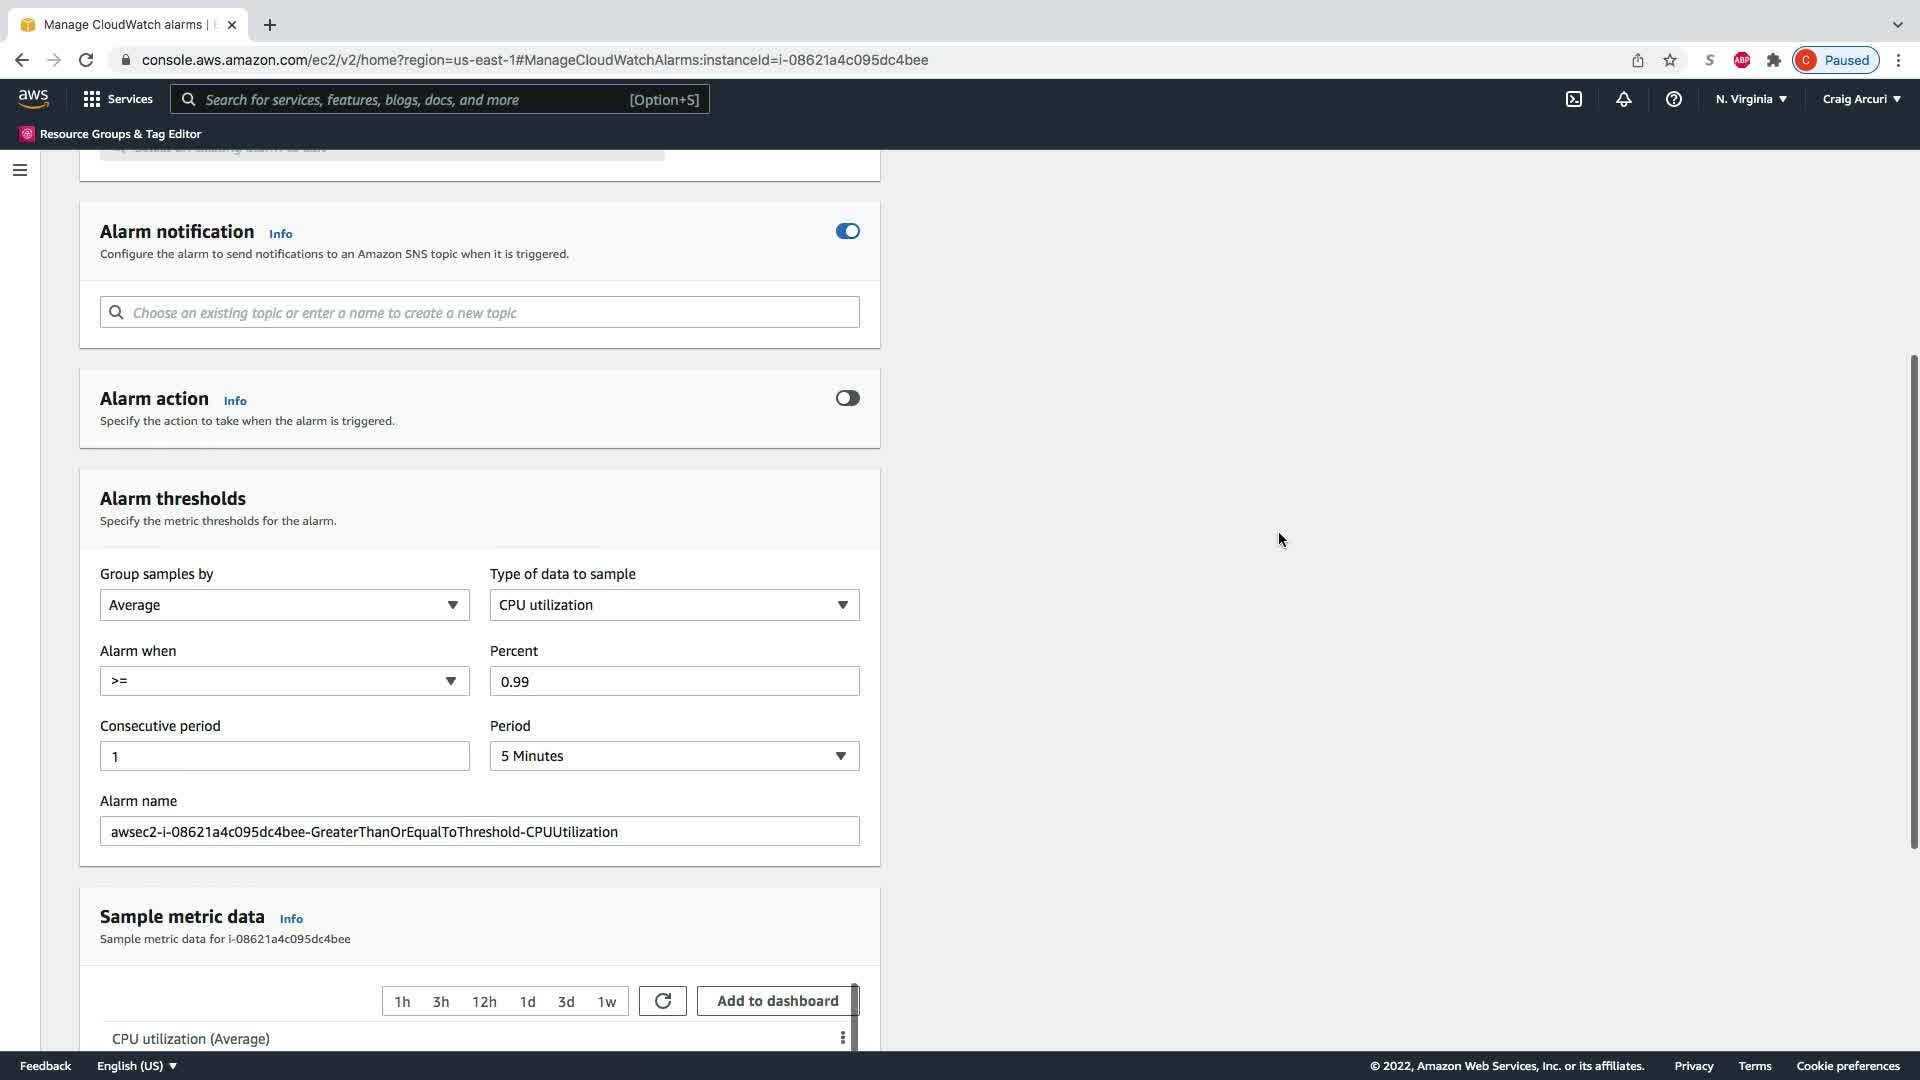 Manage CloudWatch alarms |
console.aws.amazon.com/ec2/v2/home?region=us-east-1#ManageCloudWatchAlarms:instanceId=i-08621a4c095dc4bee
S
ABP
C
Paused
aws
Services
Search for services, features, blogs, docs, and more
[Option+S]
N. Virginia
Craig Arcuri
Resource Groups & Tag Editor
Alarm notification Info
Configure the alarm to send notifications to an Amazon SNS topic when it is triggered.
Choose an existing topic or enter a name to create a new topic
Alarm action Info
Specify the action to take when the alarm is triggered.
Alarm thresholds
Specify the metric thresholds for the alarm.
Group samples by
Type of data to sample
Average
CPU utilization
Alarm when
Percent
>=
0.99
Consecutive period
Period
1
5 Minutes
Alarm name
awsec2-i-08621a4c095dc4bee-GreaterThanOrEqualToThreshold-CPUUtilization
Sample metric data Info
Sample metric data for i-08621a4c095dc4bee
1h 3h 12h 1d 3d 1w
Add to dashboard
CPU utilization (Average)
Feedback
English (US)
© 2022, Amazon Web Services, Inc. or its affiliates.
Privacy
Terms
Cookie preferences